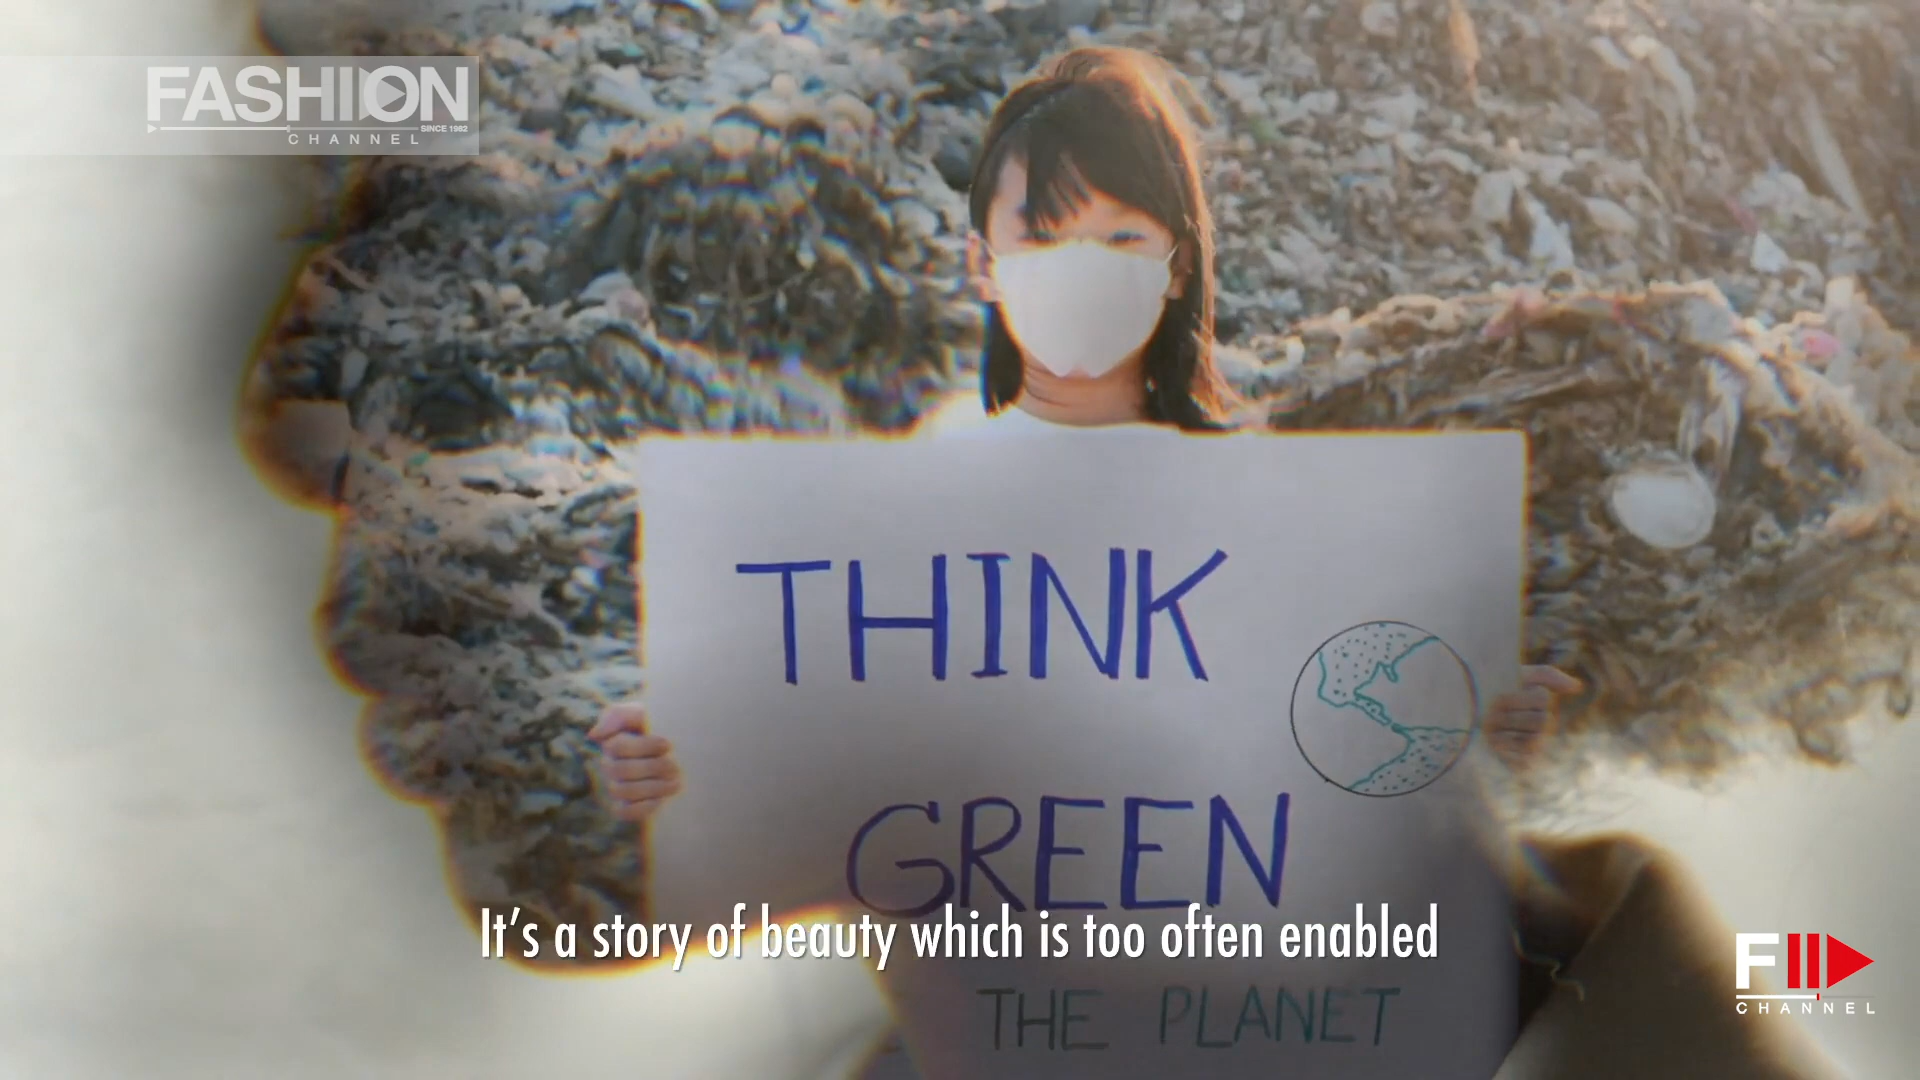 FASHION
SINCE 1982
CHANNEL
THINK
GREEN
It's a story of beauty which is too often enabled
THE PLANET
F
CHANNEL